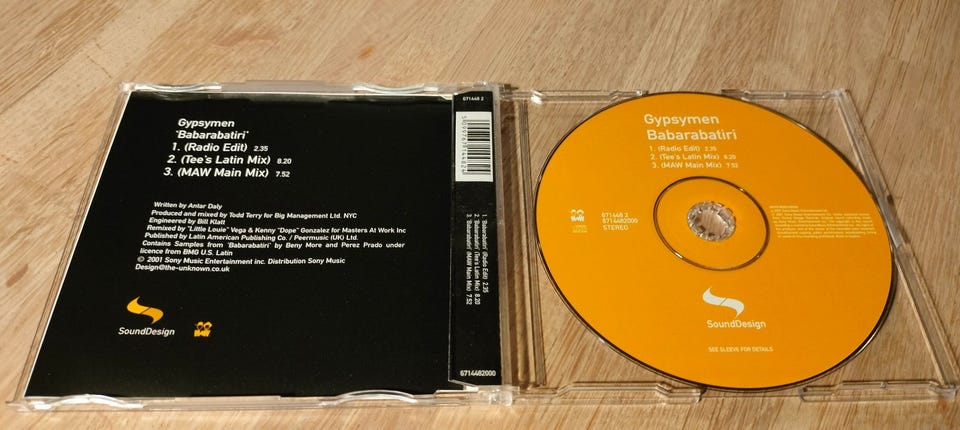 Gypsymen
'Babarabatiri'
1. (Radio Edit) 2.35
2. (Tee's Latin Mix) 8.20
3. (MAW Main Mix) 7.52
Written by Antar Daly
Produced and mixed by Todd Terry for Big Management Ltd. NYC
Engineered by Bill Klatt
Remixed by "Little Louie" Vega & Kenny "Dope" Gonzalez for Masters At Work Inc
Published by Latin American Publishing Co. / Peermusic (UK) Ltd.
Contains Samples from 'Babarabatiri' by Beny More and Perez Prado under
licence from BMG U.S. Latin
© 2001 Sony Music Entertainment inc. Distribution Sony Music
Design@the-unknown.co.uk
SoundDesign
671448 2
1. 'Babarabatiri' (Radio Edit) 2.35
2. 'Babarabatiri' (Tee's Latin Mix) 8.20
3. 'Babarabatiri' (MAW Main Mix) 7.52
6714482000
Gypsymen
Babarabatiri
1. (Radio Edit) 2.35
2. (Tee's Latin Mix) 8.20
3. (MAW Main Mix) 7.52
671448 2
6714482000
STEREO
SoundDesign
SEE SLEEVE FOR DETAILS